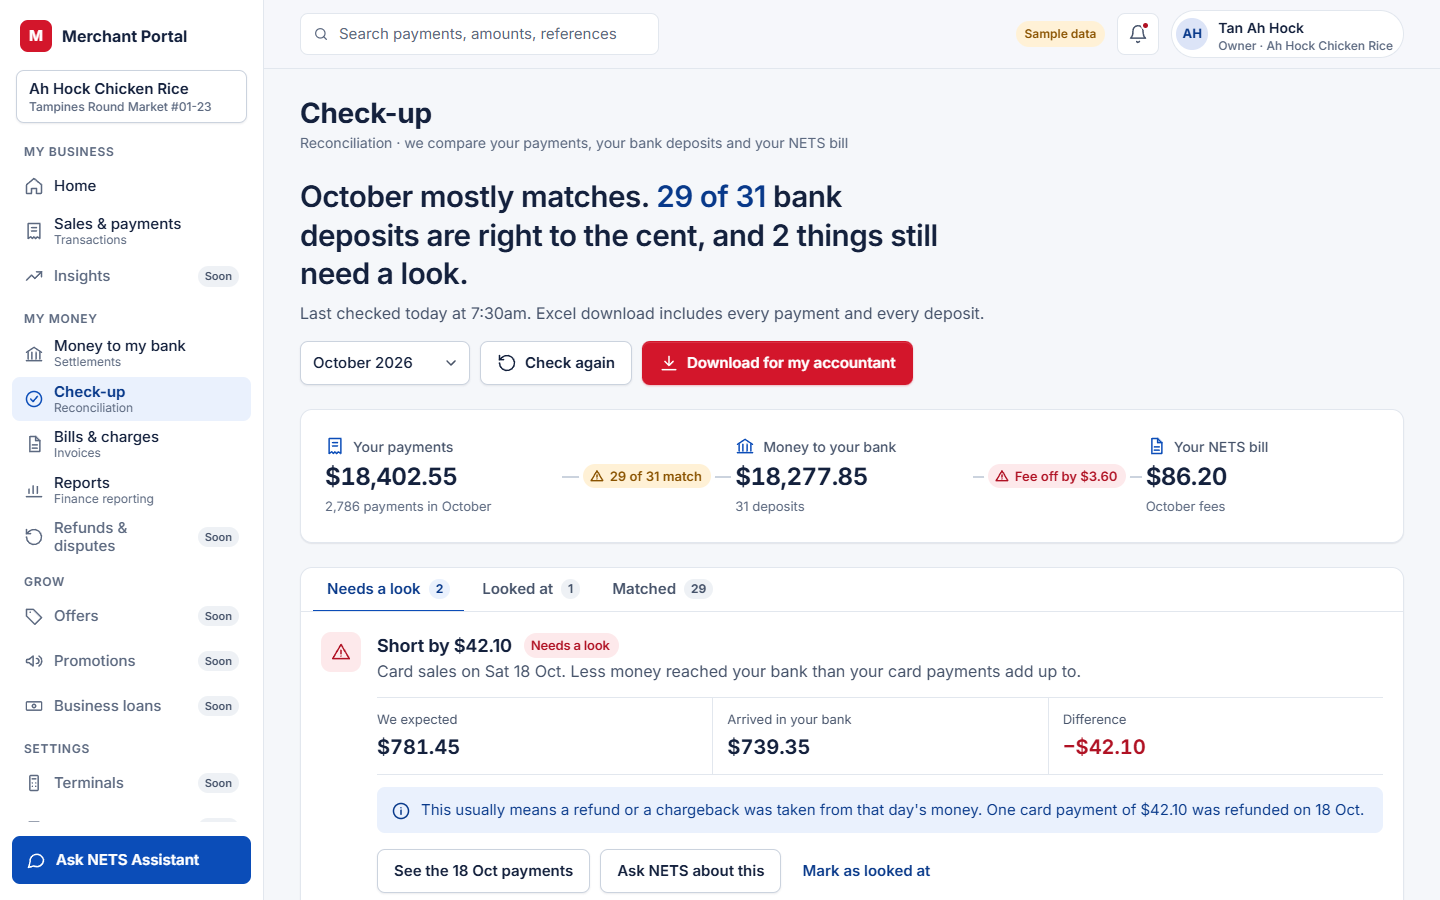 M Merchant Portal
Ah Hock Chicken Rice
Tampines Round Market #01-23
MY BUSINESS
Home
Sales & payments
Transactions
Insights Soon
MY MONEY
Money to my bank
Settlements
Check-up
Reconciliation
Bills & charges
Invoices
Reports
Finance reporting
Refunds &
disputes Soon
GROW
Offers Soon
Promotions Soon
Business loans Soon
SETTINGS
Terminals Soon
Ask NETS Assistant
Search payments, amounts, references
Sample data
AH
Tan Ah Hock
Owner · Ah Hock Chicken Rice
Check-up
Reconciliation · we compare your payments, your bank deposits and your NETS bill
October mostly matches. 29 of 31 bank
deposits are right to the cent, and 2 things still
need a look.
Last checked today at 7:30am. Excel download includes every payment and every deposit.
October 2026 Check again Download for my accountant
Your payments
$18,402.55
2,786 payments in October
29 of 31 match
Money to your bank
$18,277.85
31 deposits
Fee off by $3.60
Your NETS bill
$86.20
October fees
Needs a look 2 Looked at 1 Matched 29
Short by $42.10 Needs a look
Card sales on Sat 18 Oct. Less money reached your bank than your card payments add up to.
We expected
$781.45
Arrived in your bank
$739.35
Difference
−$42.10
This usually means a refund or a chargeback was taken from that day's money. One card payment of $42.10 was refunded on 18 Oct.
See the 18 Oct payments Ask NETS about this Mark as looked at